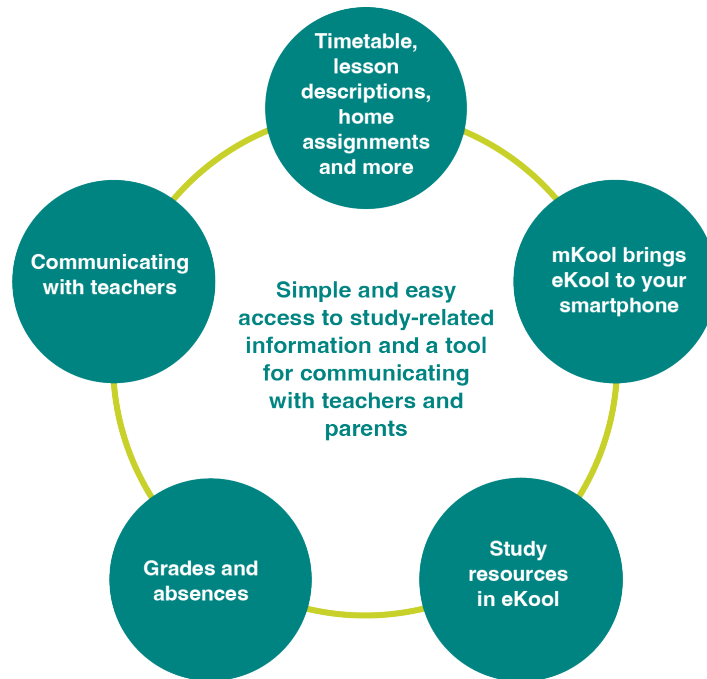 Timetable,
lesson
descriptions,
home
assignments
and more
Communicating
with teachers
mKool brings
eKool to your
smartphone
Simple and easy
access to study-related
information and a tool
for communicating
with teachers and
parents
Grades and
absences
Study
resources
in eKool